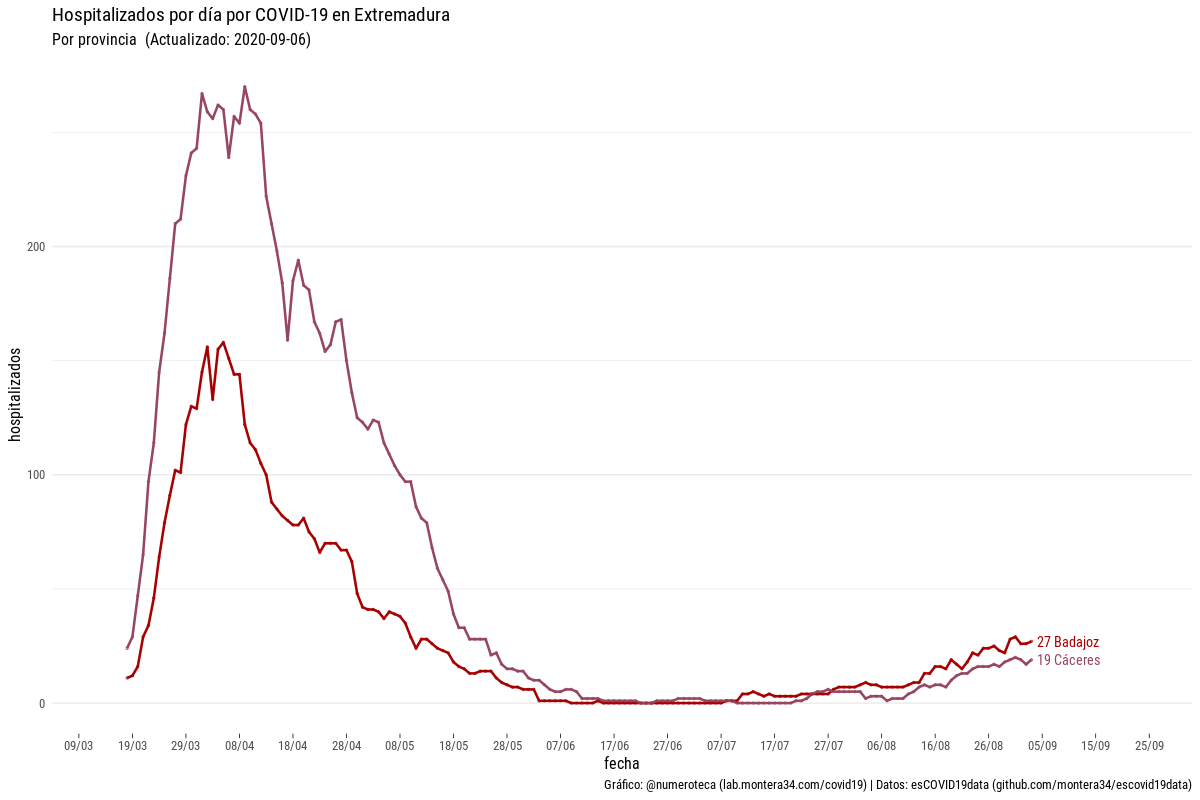 Hospitalizados por día por COVID-19 en Extremadura
Por provincia  (Actualizado: 2020-09-06)
hospitalizados
200
100
0
27 Badajoz
19 Cáceres
09/03 19/03 29/03 08/04 18/04 28/04 08/05 18/05 28/05 07/06 17/06 27/06 07/07 17/07 27/07 06/08 16/08 26/08 05/09 15/09 25/09
fecha
Gráfico: @numeroteca (lab.montera34.com/covid19) | Datos: esCOVID19data (github.com/montera34/escovid19data)